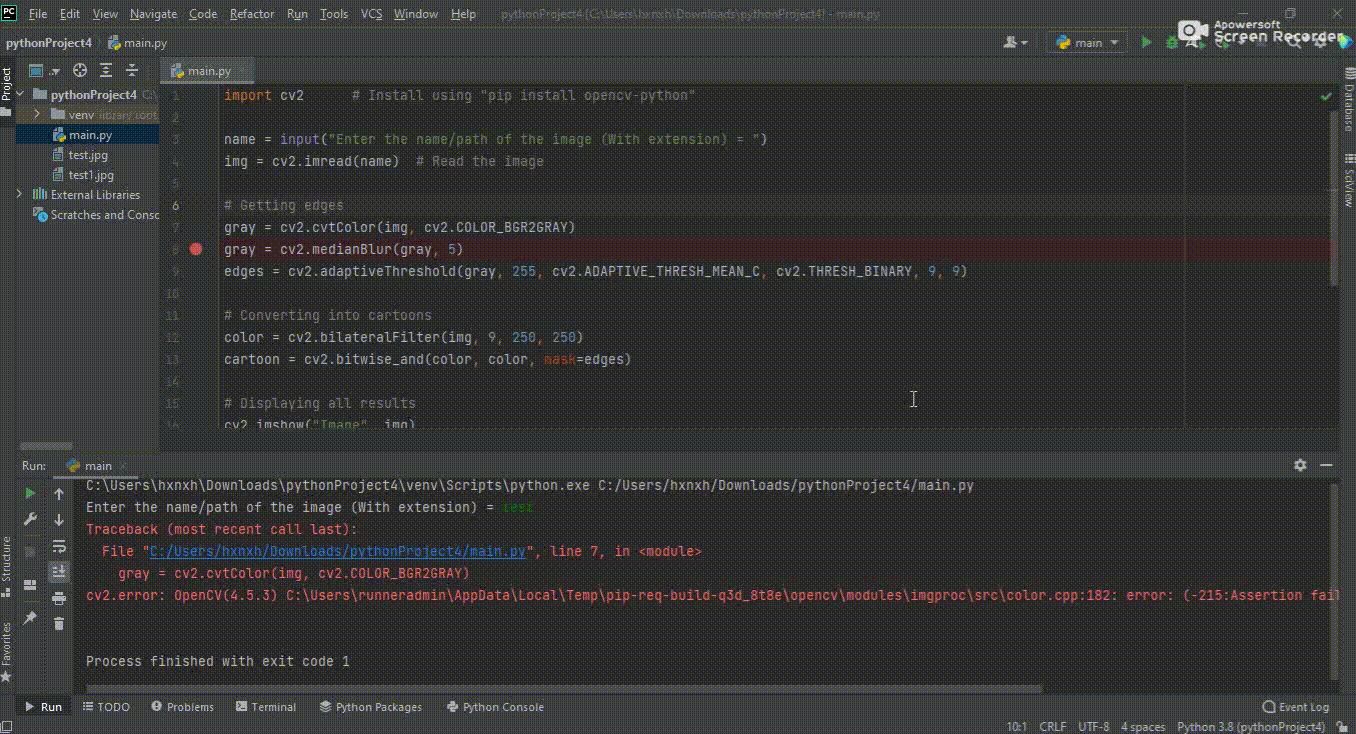 PC File Edit View Navigate Code Refactor Run Tools VCS Window Help pythonProject4 [C:\Users\hxnxh\Downloads\pythonProject4] - main.py
Apowersoft
Screen Recorder
pythonProject4 main.py main
Project
main.py
pythonProject4
venv library root
main.py
test.jpg
test1.jpg
External Libraries
Scratches and Consc
1 import cv2 # Install using "pip install opencv-python"
2
3 name = input("Enter the name/path of the image (With extension) = ")
4 img = cv2.imread(name) # Read the image
5
6 # Getting edges
7 gray = cv2.cvtColor(img, cv2.COLOR_BGR2GRAY)
8 gray = cv2.medianBlur(gray, 5)
9 edges = cv2.adaptiveThreshold(gray, 255, cv2.ADAPTIVE_THRESH_MEAN_C, cv2.THRESH_BINARY, 9, 9)
10
11 # Converting into cartoons
12 color = cv2.bilateralFilter(img, 9, 250, 250)
13 cartoon = cv2.bitwise_and(color, color, mask=edges)
14
15 # Displaying all results
16 cv2.imshow("Image", img)
Database
SciView
Run: main
C:\Users\hxnxh\Downloads\pythonProject4\venv\Scripts\python.exe C:/Users/hxnxh/Downloads/pythonProject4/main.py
Enter the name/path of the image (With extension) = test
Traceback (most recent call last):
File "C:/Users/hxnxh/Downloads/pythonProject4/main.py", line 7, in <module>
gray = cv2.cvtColor(img, cv2.COLOR_BGR2GRAY)
cv2.error: OpenCV(4.5.3) C:\Users\runneradmin\AppData\Local\Temp\pip-req-build-q3d_8t8e\opencv\modules\imgproc\src\color.cpp:182: error: (-215:Assertion fail
Process finished with exit code 1
Structure
Favorites
Run TODO Problems Terminal Python Packages Python Console Event Log
10:1 CRLF UTF-8 4 spaces Python 3.8 (pythonProject4)